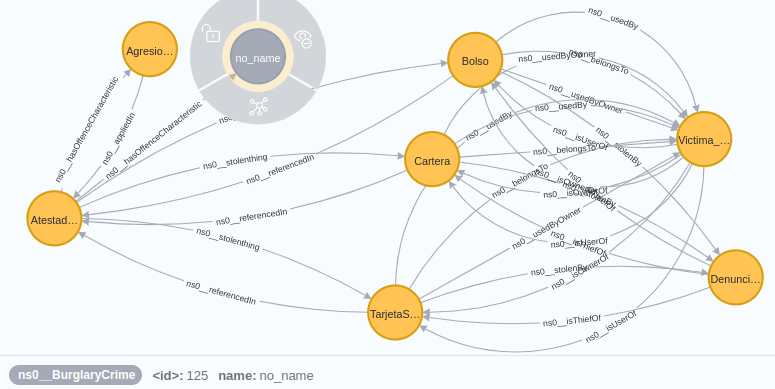 ns0__usedBy
Agresio...
no_name
Bolso
ns0__usedByOwner
ns0__belongsTo
ns0__hasOffenceCharacteristic
ns0__appliedIn
ns0__hasOffenceCharacteristic
ns0__usedByOwner
ns0__usedBy
ns0__usedBy
ns0__isUserOf
Victima_...
ns0__stolenBy
Cartera
ns0__belongsTo
ns0__stolenthing
ns0__referencedIn
ns0__belongsTo
Atestad...
ns0__referencedIn
ns0__stolenthing
ns0__usedByOwner
ns0__isUserOf
ns0__isThiefOf
ns0__isOwnerOf
ns0__stolenBy
Denunci...
ns0__referencedIn
TarjetaS...
ns0__isThiefOf
ns0__isUserOf
ns0__BurglaryCrime <id>: 125 name: no_name